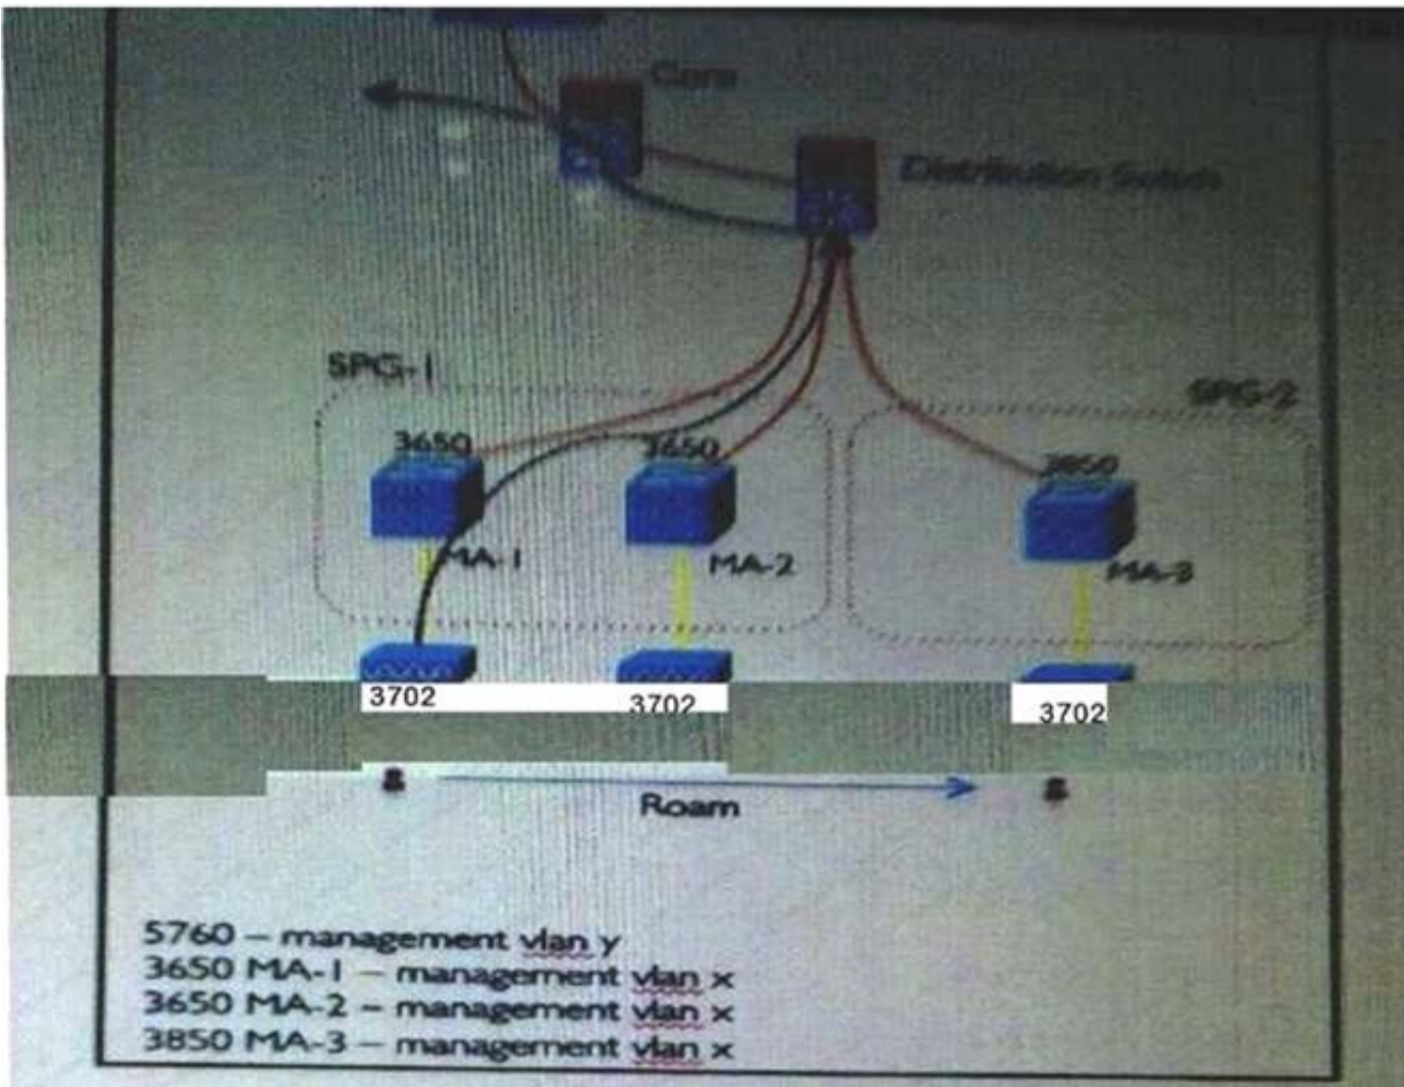 Core
Distribution Switch
SPG-1
SPG-2
3650
3650
3850
MA-1
MA-2
MA-3
3702
3702
3702
Roam
5760 – management vlan y
3650 MA-1 – management vlan x
3650 MA-2 – management vlan x
3850 MA-3 – management vlan x